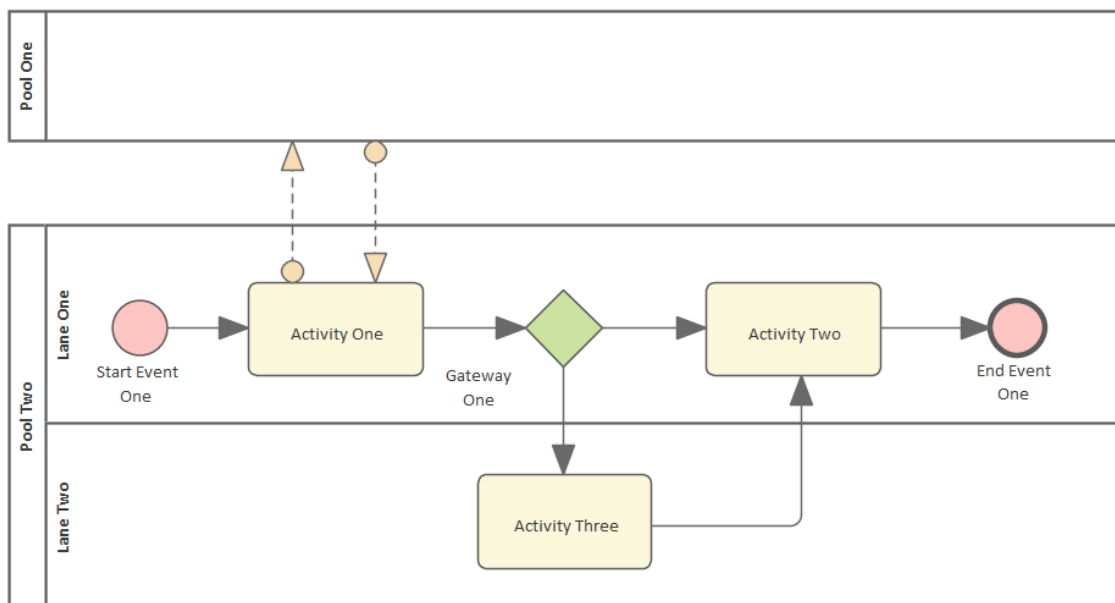 Pool One
Pool Two
Lane One
Start Event
One
Activity One
Gateway
One
Activity Two
End Event
One
Lane Two
Activity Three